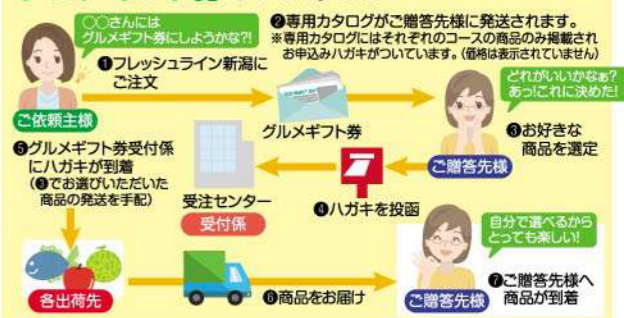 ○○さんには
グルメギフト券にしようかな?!
❶フレッシュライン新潟に
ご注文
ご依頼主様
❷専用カタログがご贈答先様に発送されます。
※専用カタログにはそれぞれのコースの商品のみ掲載され
お申込みハガキがついています。(価格は表示されていません)
グルメギフト券
どれがいいかなぁ?
あっ!これに決めた!
❸お好きな
商品を選定
ご贈答先様
❹ハガキを投函
受注センター
受付係
❺グルメギフト券受付係
にハガキが到着
(❸でお選びいただいた
商品の発送を手配)
各出荷先
❻商品をお届け
自分で選べるから
とっても楽しい!
❼ご贈答先様へ
商品が到着
ご贈答先様